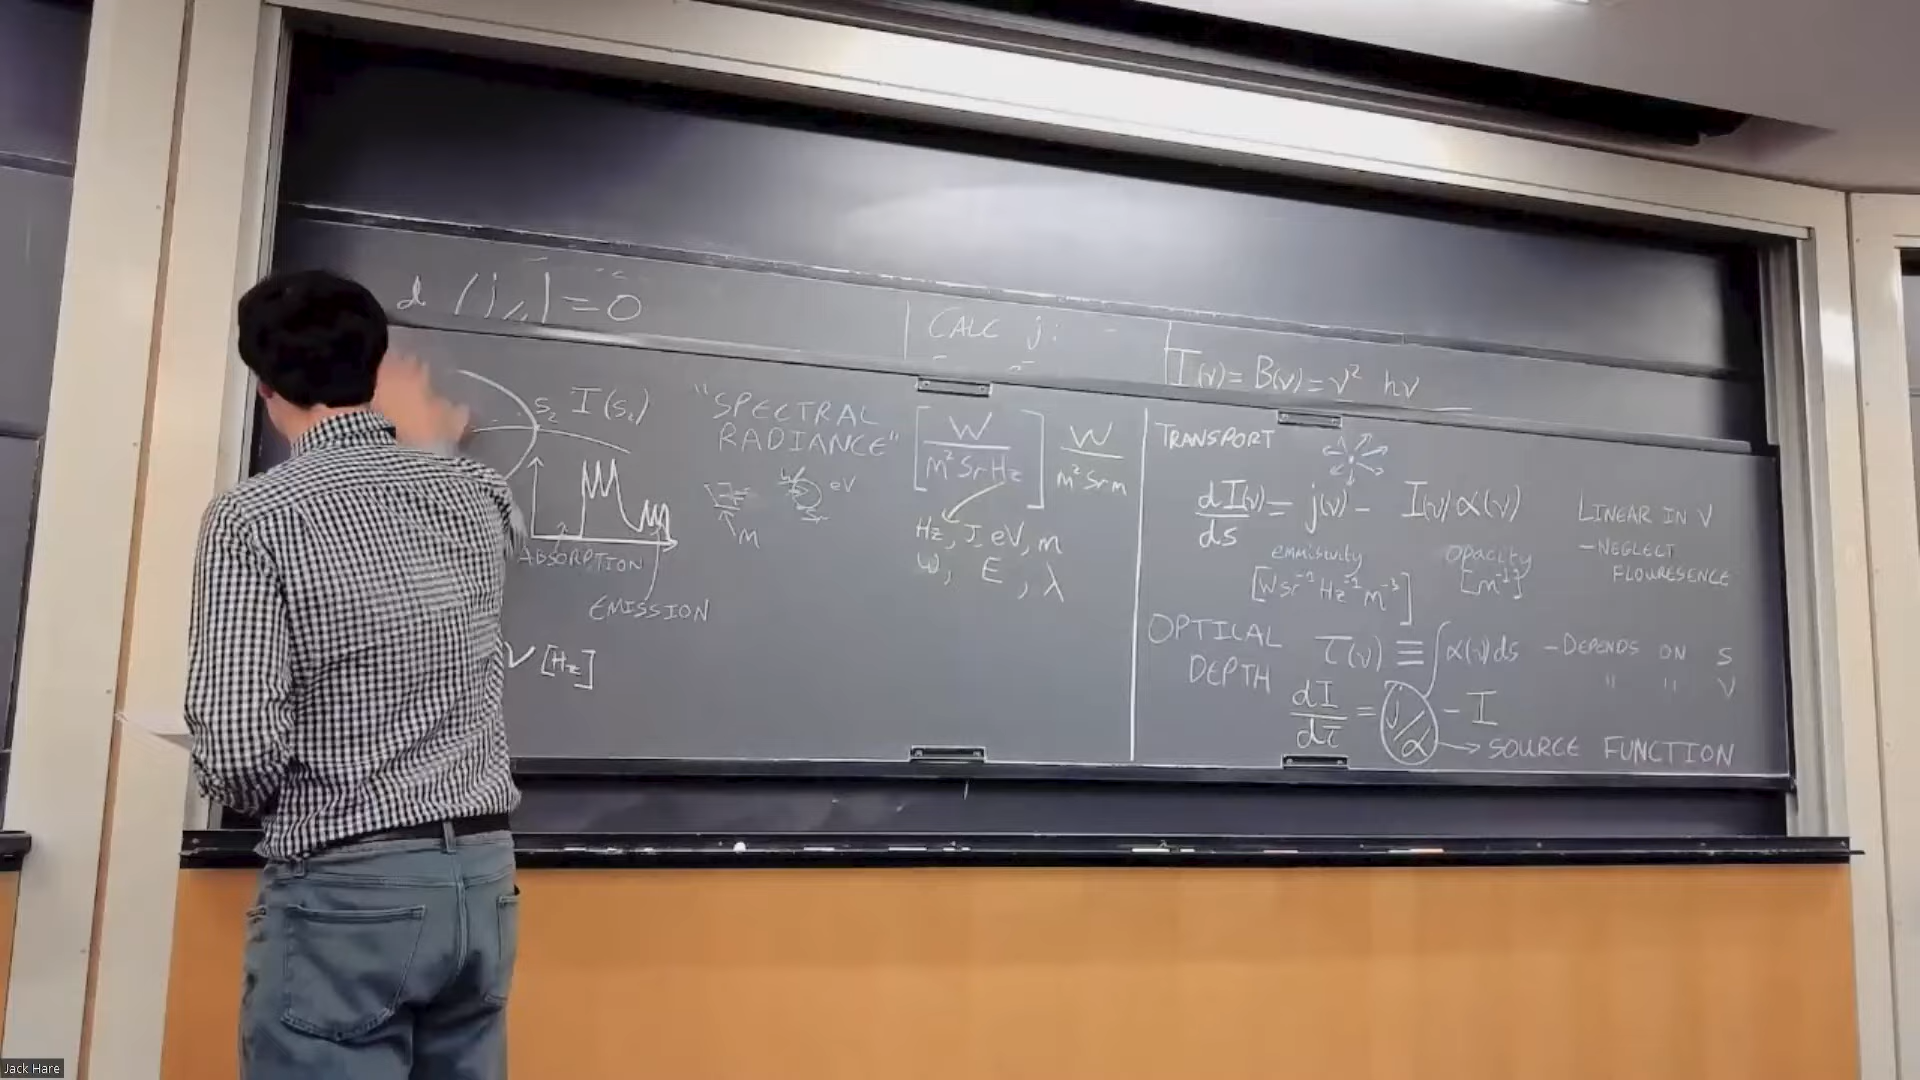 = 0
CALC j:
I(ν) = B(ν) = ν² hν
S₂ I(S₂)
ABSORPTION
EMISSION
ν [Hz]
"SPECTRAL
RADIANCE"
[W / m² Sr Hz] W / m² Sr m
eV
Sr
m
Hz, J, eV, m
ω, E, λ
TRANSPORT
dI(ν)/ds = j(ν) - I(ν) α(ν)
emmisivity
[W sr⁻¹ Hz⁻¹ m⁻³]
opacity
[m⁻¹]
LINEAR IN ν
- NEGLECT
FLOURESENCE
OPTICAL
DEPTH
τ(ν) ≡ ∫α(ν)ds - DEPENDS ON S
" " ν
dI/dτ = j/α - I
→ SOURCE FUNCTION
Jack Hare